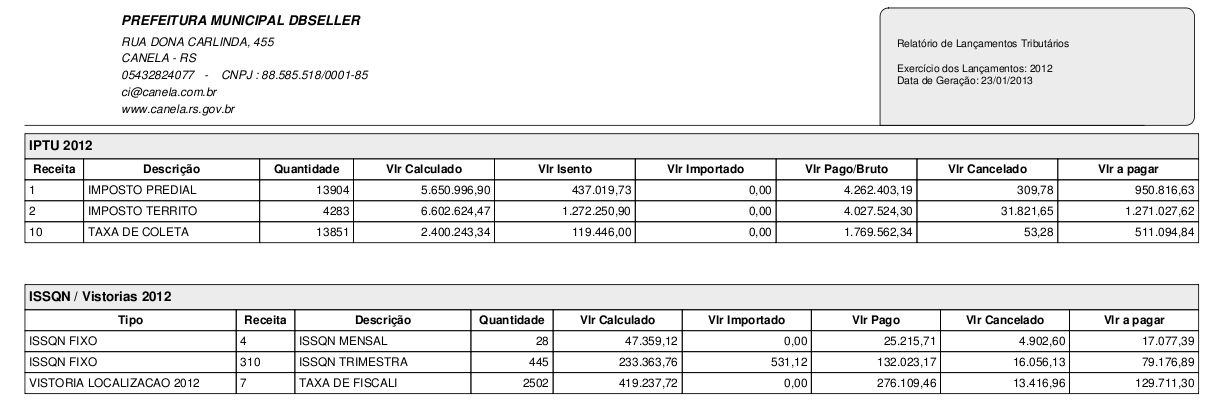 PREFEITURA MUNICIPAL DBSELLER
RUA DONA CARLINDA, 455
CANELA - RS
05432824077 - CNPJ : 88.585.518/0001-85
ci@canela.com.br
www.canela.rs.gov.br
Relatório de Lançamentos Tributários
Exercício dos Lançamentos: 2012
Data de Geração: 23/01/2013
IPTU 2012
Receita Descrição Quantidade Vlr Calculado Vlr Isento Vlr Importado Vlr Pago/Bruto Vlr Cancelado Vlr a pagar
1 IMPOSTO PREDIAL 13904 5.650.996,90 437.019,73 0,00 4.262.403,19 309,78 950.816,63
2 IMPOSTO TERRITO 4283 6.602.624,47 1.272.250,90 0,00 4.027.524,30 31.821,65 1.271.027,62
10 TAXA DE COLETA 13851 2.400.243,34 119.446,00 0,00 1.769.562,34 53,28 511.094,84
ISSQN / Vistorias 2012
Tipo Receita Descrição Quantidade Vlr Calculado Vlr Importado Vlr Pago Vlr Cancelado Vlr a pagar
ISSQN FIXO 4 ISSQN MENSAL 28 47.359,12 0,00 25.215,71 4.902,60 17.077,39
ISSQN FIXO 310 ISSQN TRIMESTRA 445 233.363,76 531,12 132.023,17 16.056,13 79.176,89
VISTORIA LOCALIZACAO 2012 7 TAXA DE FISCALI 2502 419.237,72 0,00 276.109,46 13.416,96 129.711,30